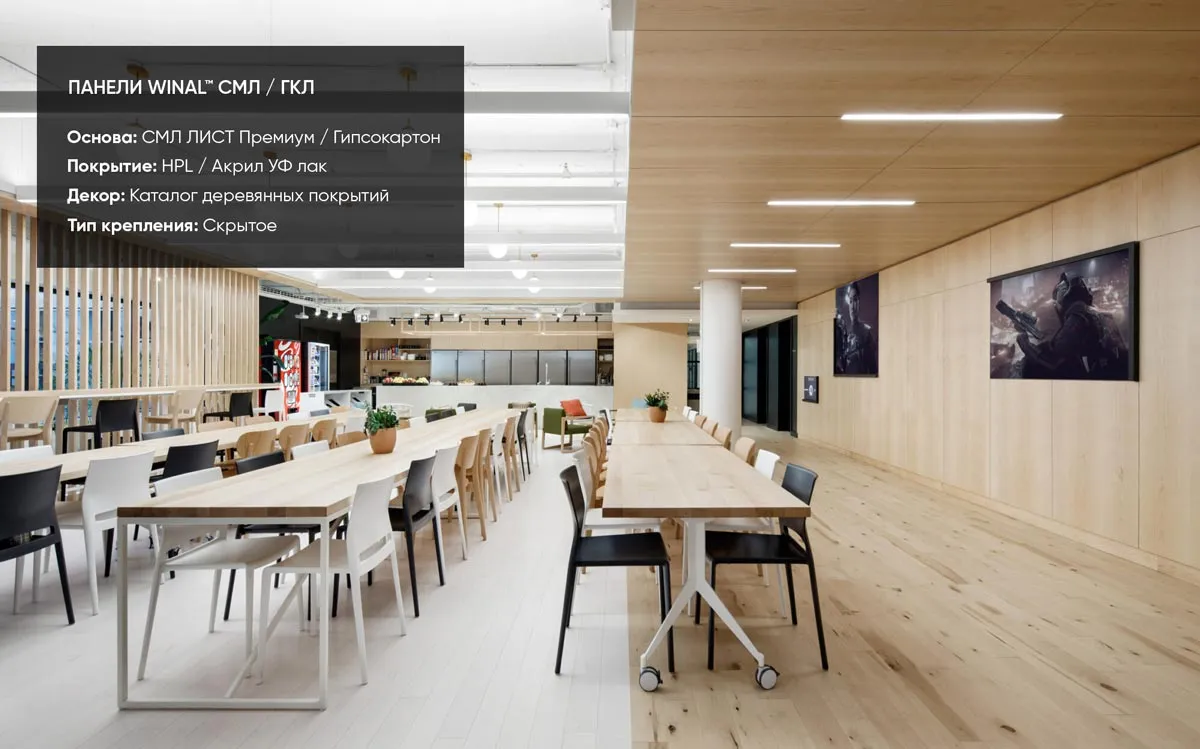 ПАНЕЛИ WINAL™ СМЛ / ГКЛ
Основа: СМЛ ЛИСТ Премиум / Гипсокартон
Покрытие: HPL / Акрил УФ лак
Декор: Каталог деревянных покрытий
Тип крепления: Скрытое